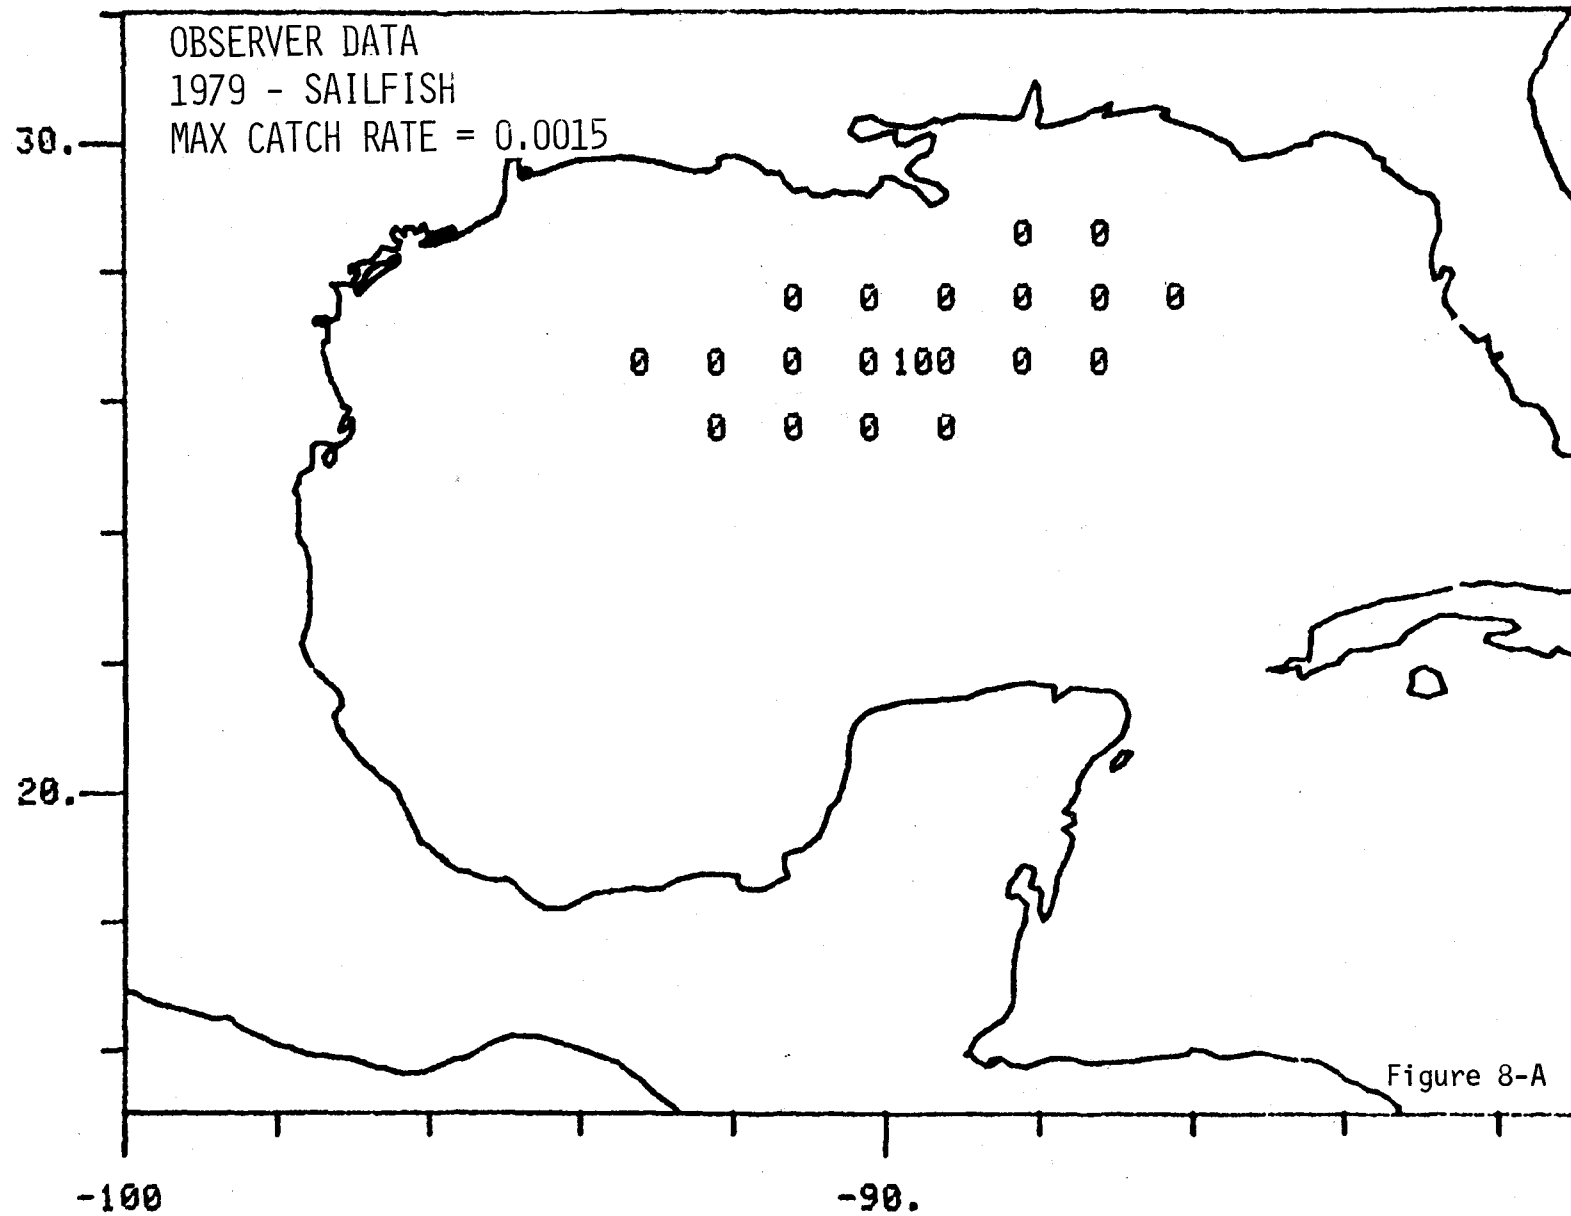 OBSERVER DATA
1979 - SAILFISH
MAX CATCH RATE = 0.0015
30.
0 0
0 0 0 0 0 0
0 0 0 0 100 0 0
0 0 0 0
20.
Figure 8-A
-100 -90.